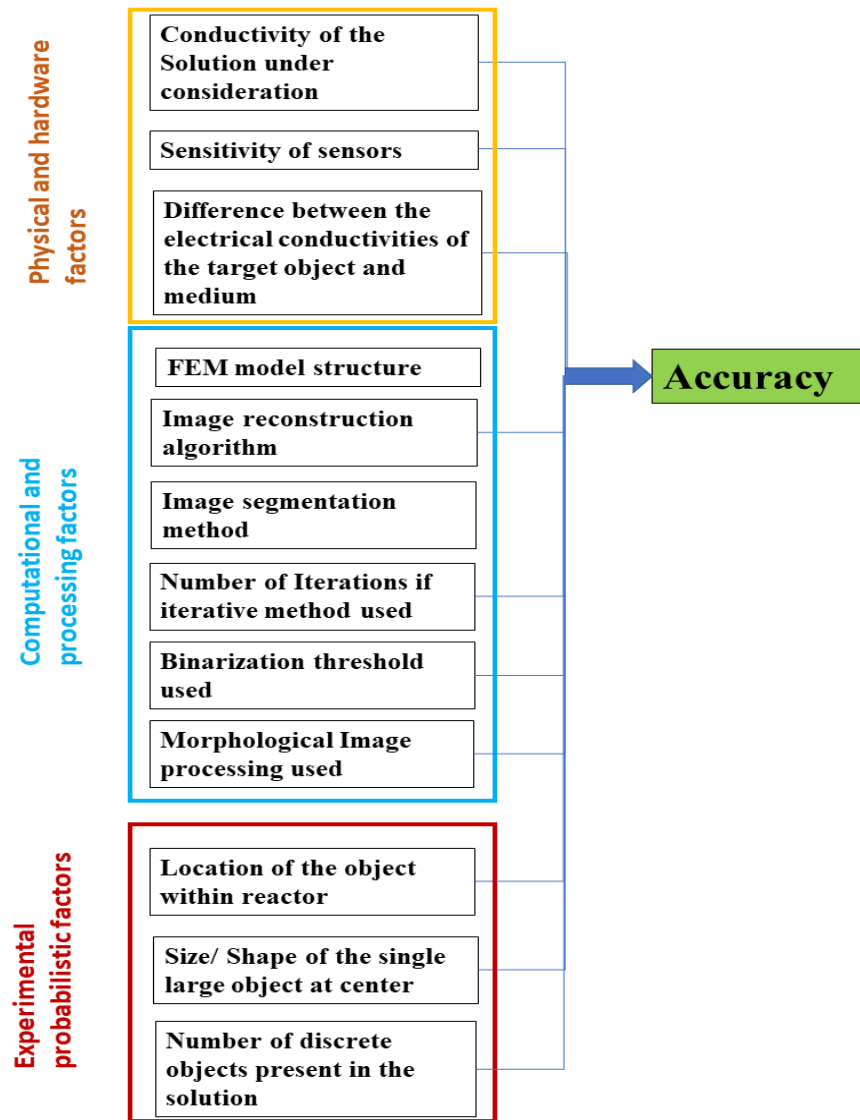 Physical and hardware
factors
Conductivity of the
Solution under
consideration
Sensitivity of sensors
Difference between the
electrical conductivities of
the target object and
medium
Computational and
processing factors
FEM model structure
Image reconstruction
algorithm
Image segmentation
method
Number of Iterations if
iterative method used
Binarization threshold
used
Morphological Image
processing used
Experimental
probabilistic factors
Location of the object
within reactor
Size/ Shape of the single
large object at center
Number of discrete
objects present in the
solution
Accuracy